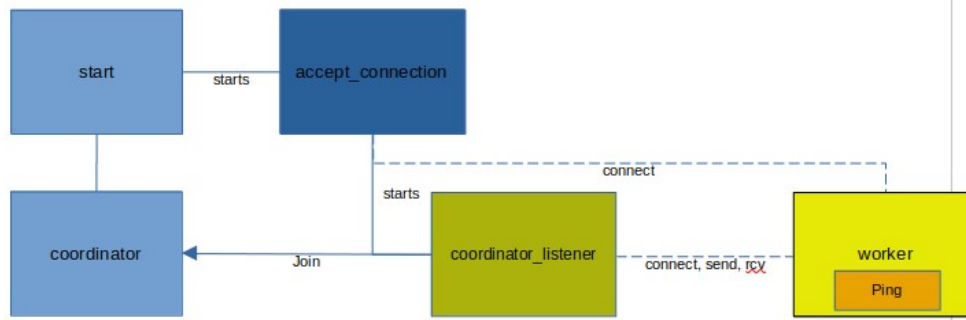 start
starts
accept_connection
connect
starts
coordinator
Join
coordinator_listener
connect, send, rcv
worker
Ping